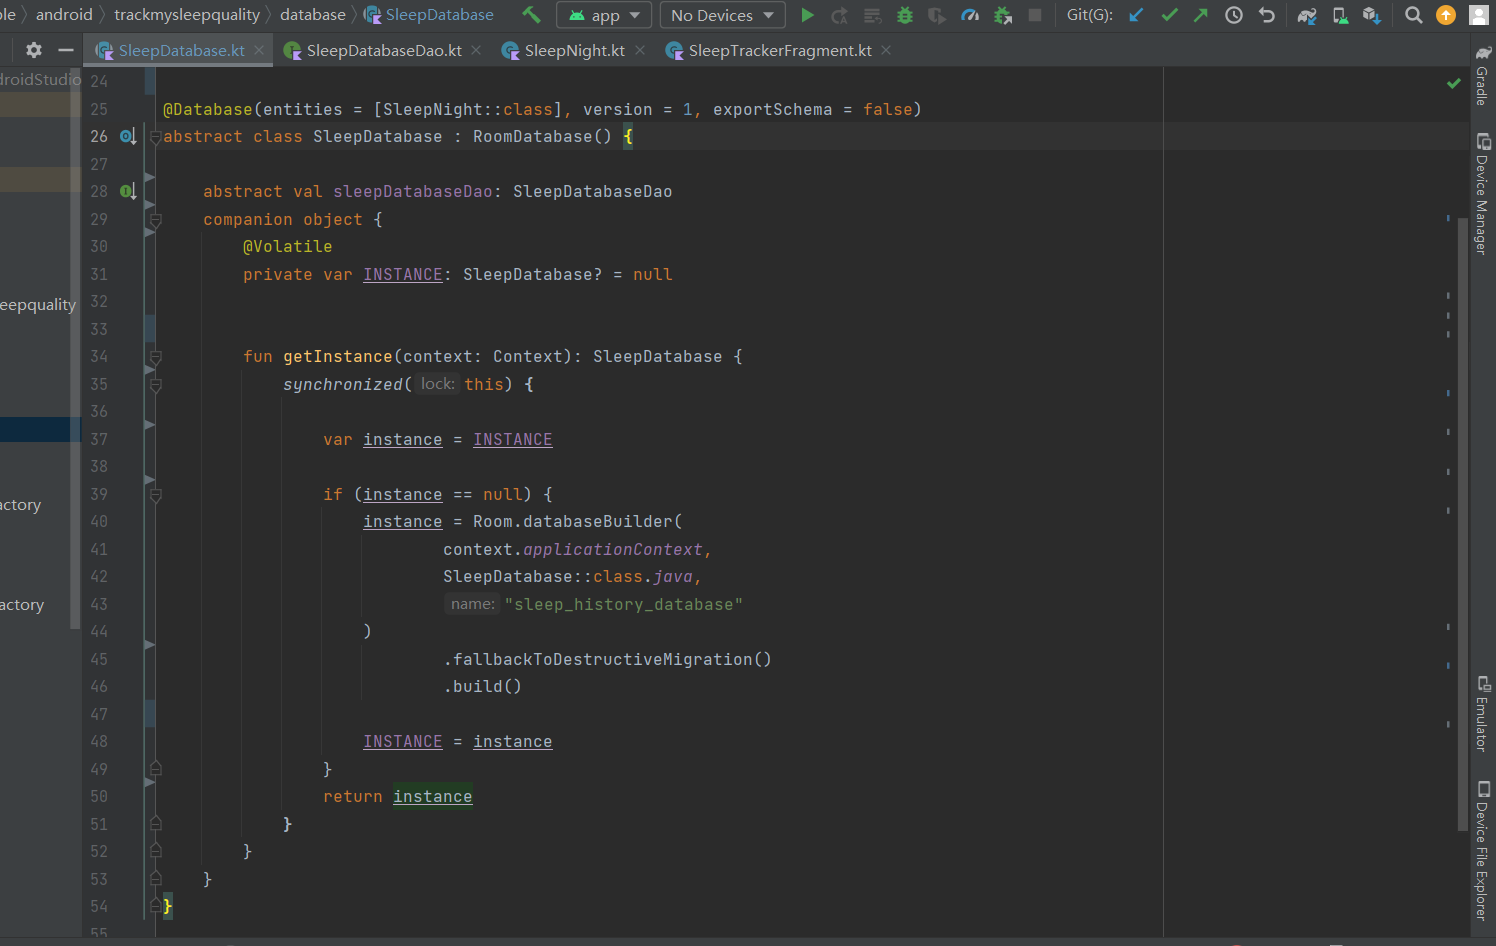 ole android trackmysleepquality database SleepDatabase app No Devices Git(G):
SleepDatabase.kt SleepDatabaseDao.kt SleepNight.kt SleepTrackerFragment.kt
droidStudio
eepquality
actory
actory
24
25 @Database(entities = [SleepNight::class], version = 1, exportSchema = false)
26 abstract class SleepDatabase : RoomDatabase() {
27
28 abstract val sleepDatabaseDao: SleepDatabaseDao
29 companion object {
30 @Volatile
31 private var INSTANCE: SleepDatabase? = null
32
33
34 fun getInstance(context: Context): SleepDatabase {
35 synchronized( lock: this) {
36
37 var instance = INSTANCE
38
39 if (instance == null) {
40 instance = Room.databaseBuilder(
41 context.applicationContext,
42 SleepDatabase::class.java,
43 name: "sleep_history_database"
44 )
45 .fallbackToDestructiveMigration()
46 .build()
47
48 INSTANCE = instance
49 }
50 return instance
51 }
52 }
53 }
54 }
55
Gradle
Device Manager
Emulator
Device File Explorer